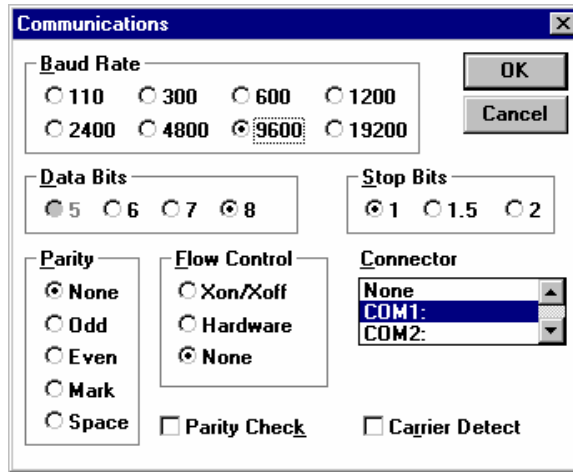 Communications
Baud Rate
110 300 600 1200
2400 4800 9600 19200
OK
Cancel
Data Bits
5 6 7 8
Stop Bits
1 1.5 2
Parity
None
Odd
Even
Mark
Space
Flow Control
Xon/Xoff
Hardware
None
Connector
None
COM1:
COM2:
Parity Check
Carrier Detect